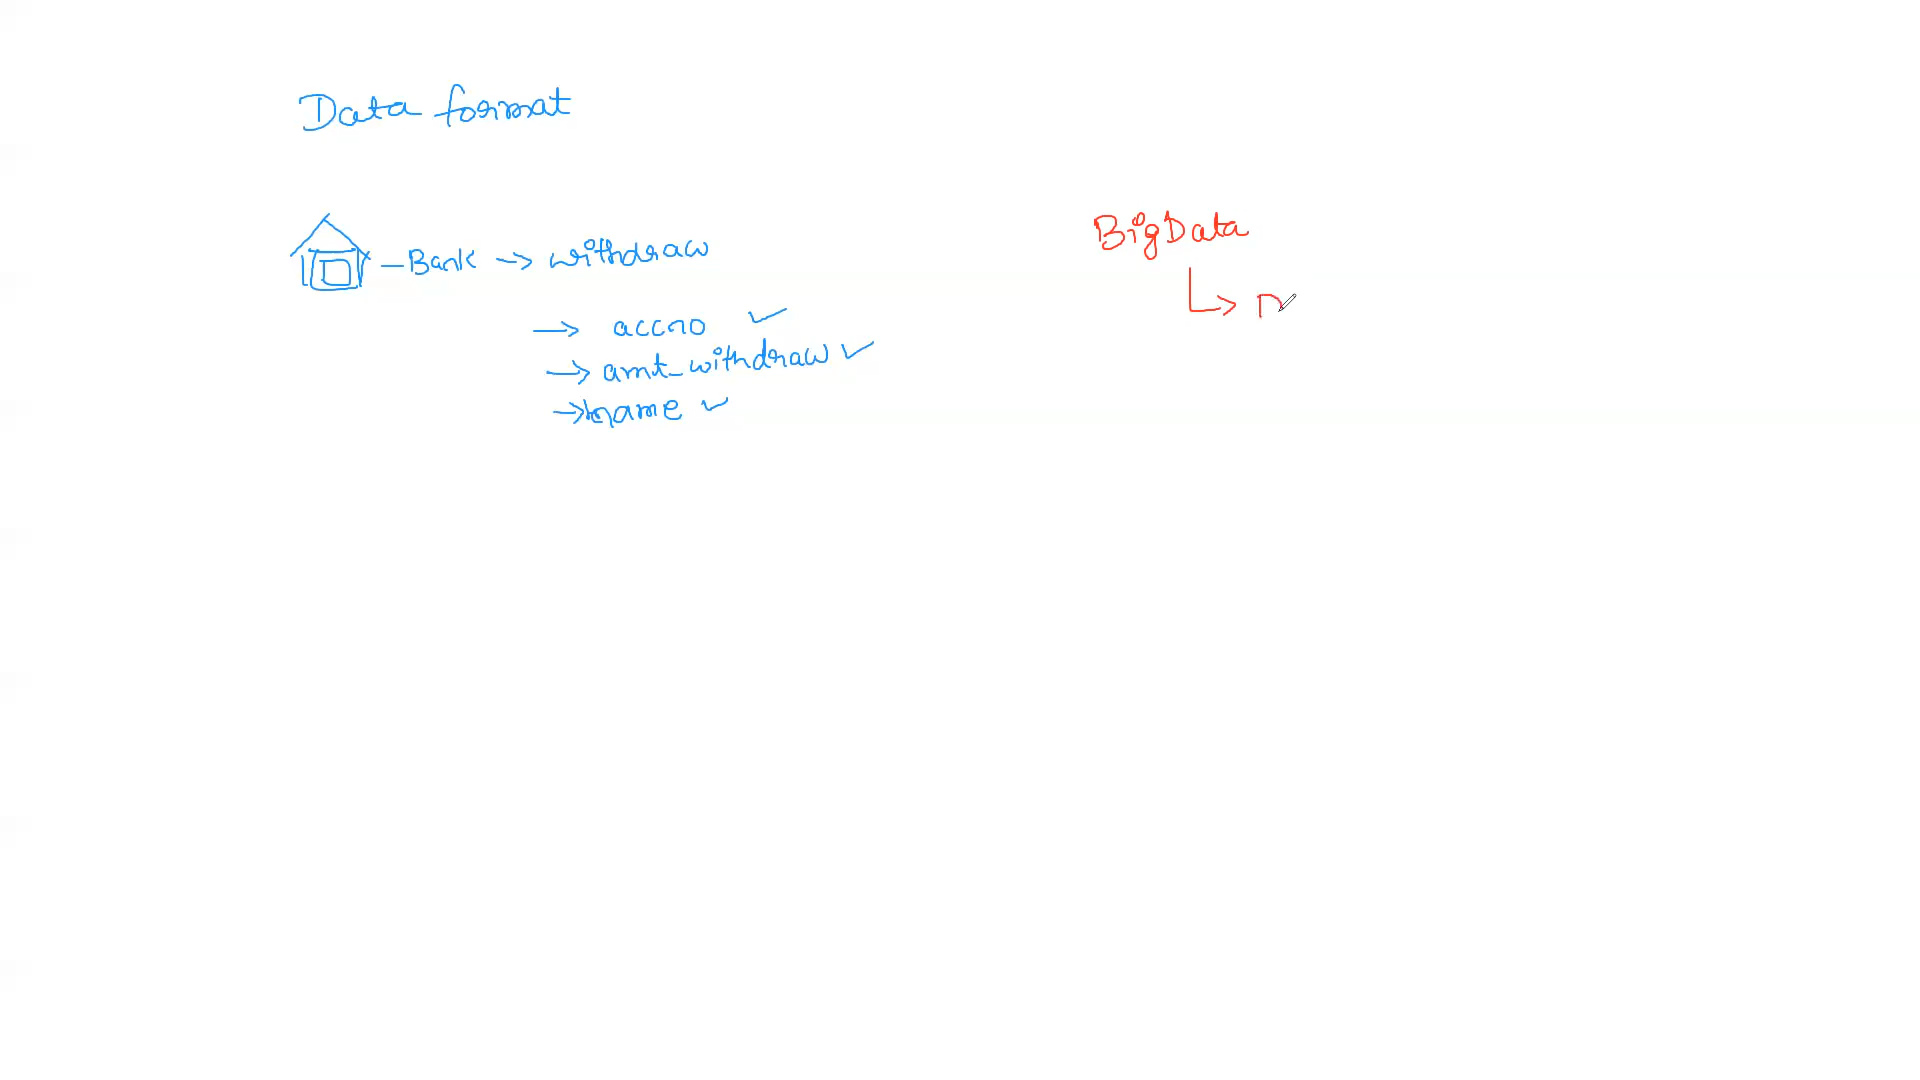 Data format
-Bank -> withdraw
-> accno ✓
-> amt_withdraw ✓
-> name ✓
BigData